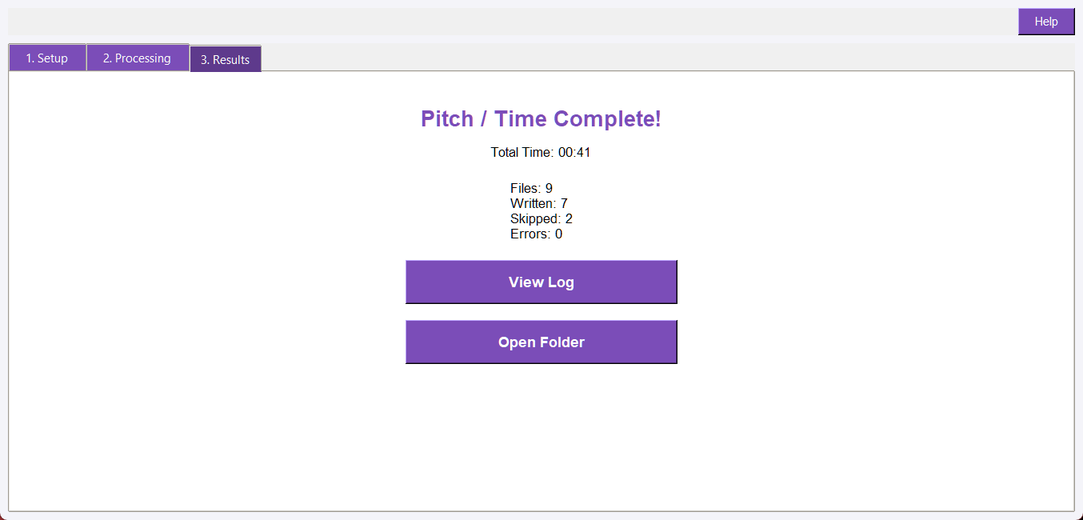 Help
1. Setup
2. Processing
3. Results
Pitch / Time Complete!
Total Time: 00:41
Files: 9
Written: 7
Skipped: 2
Errors: 0
View Log
Open Folder